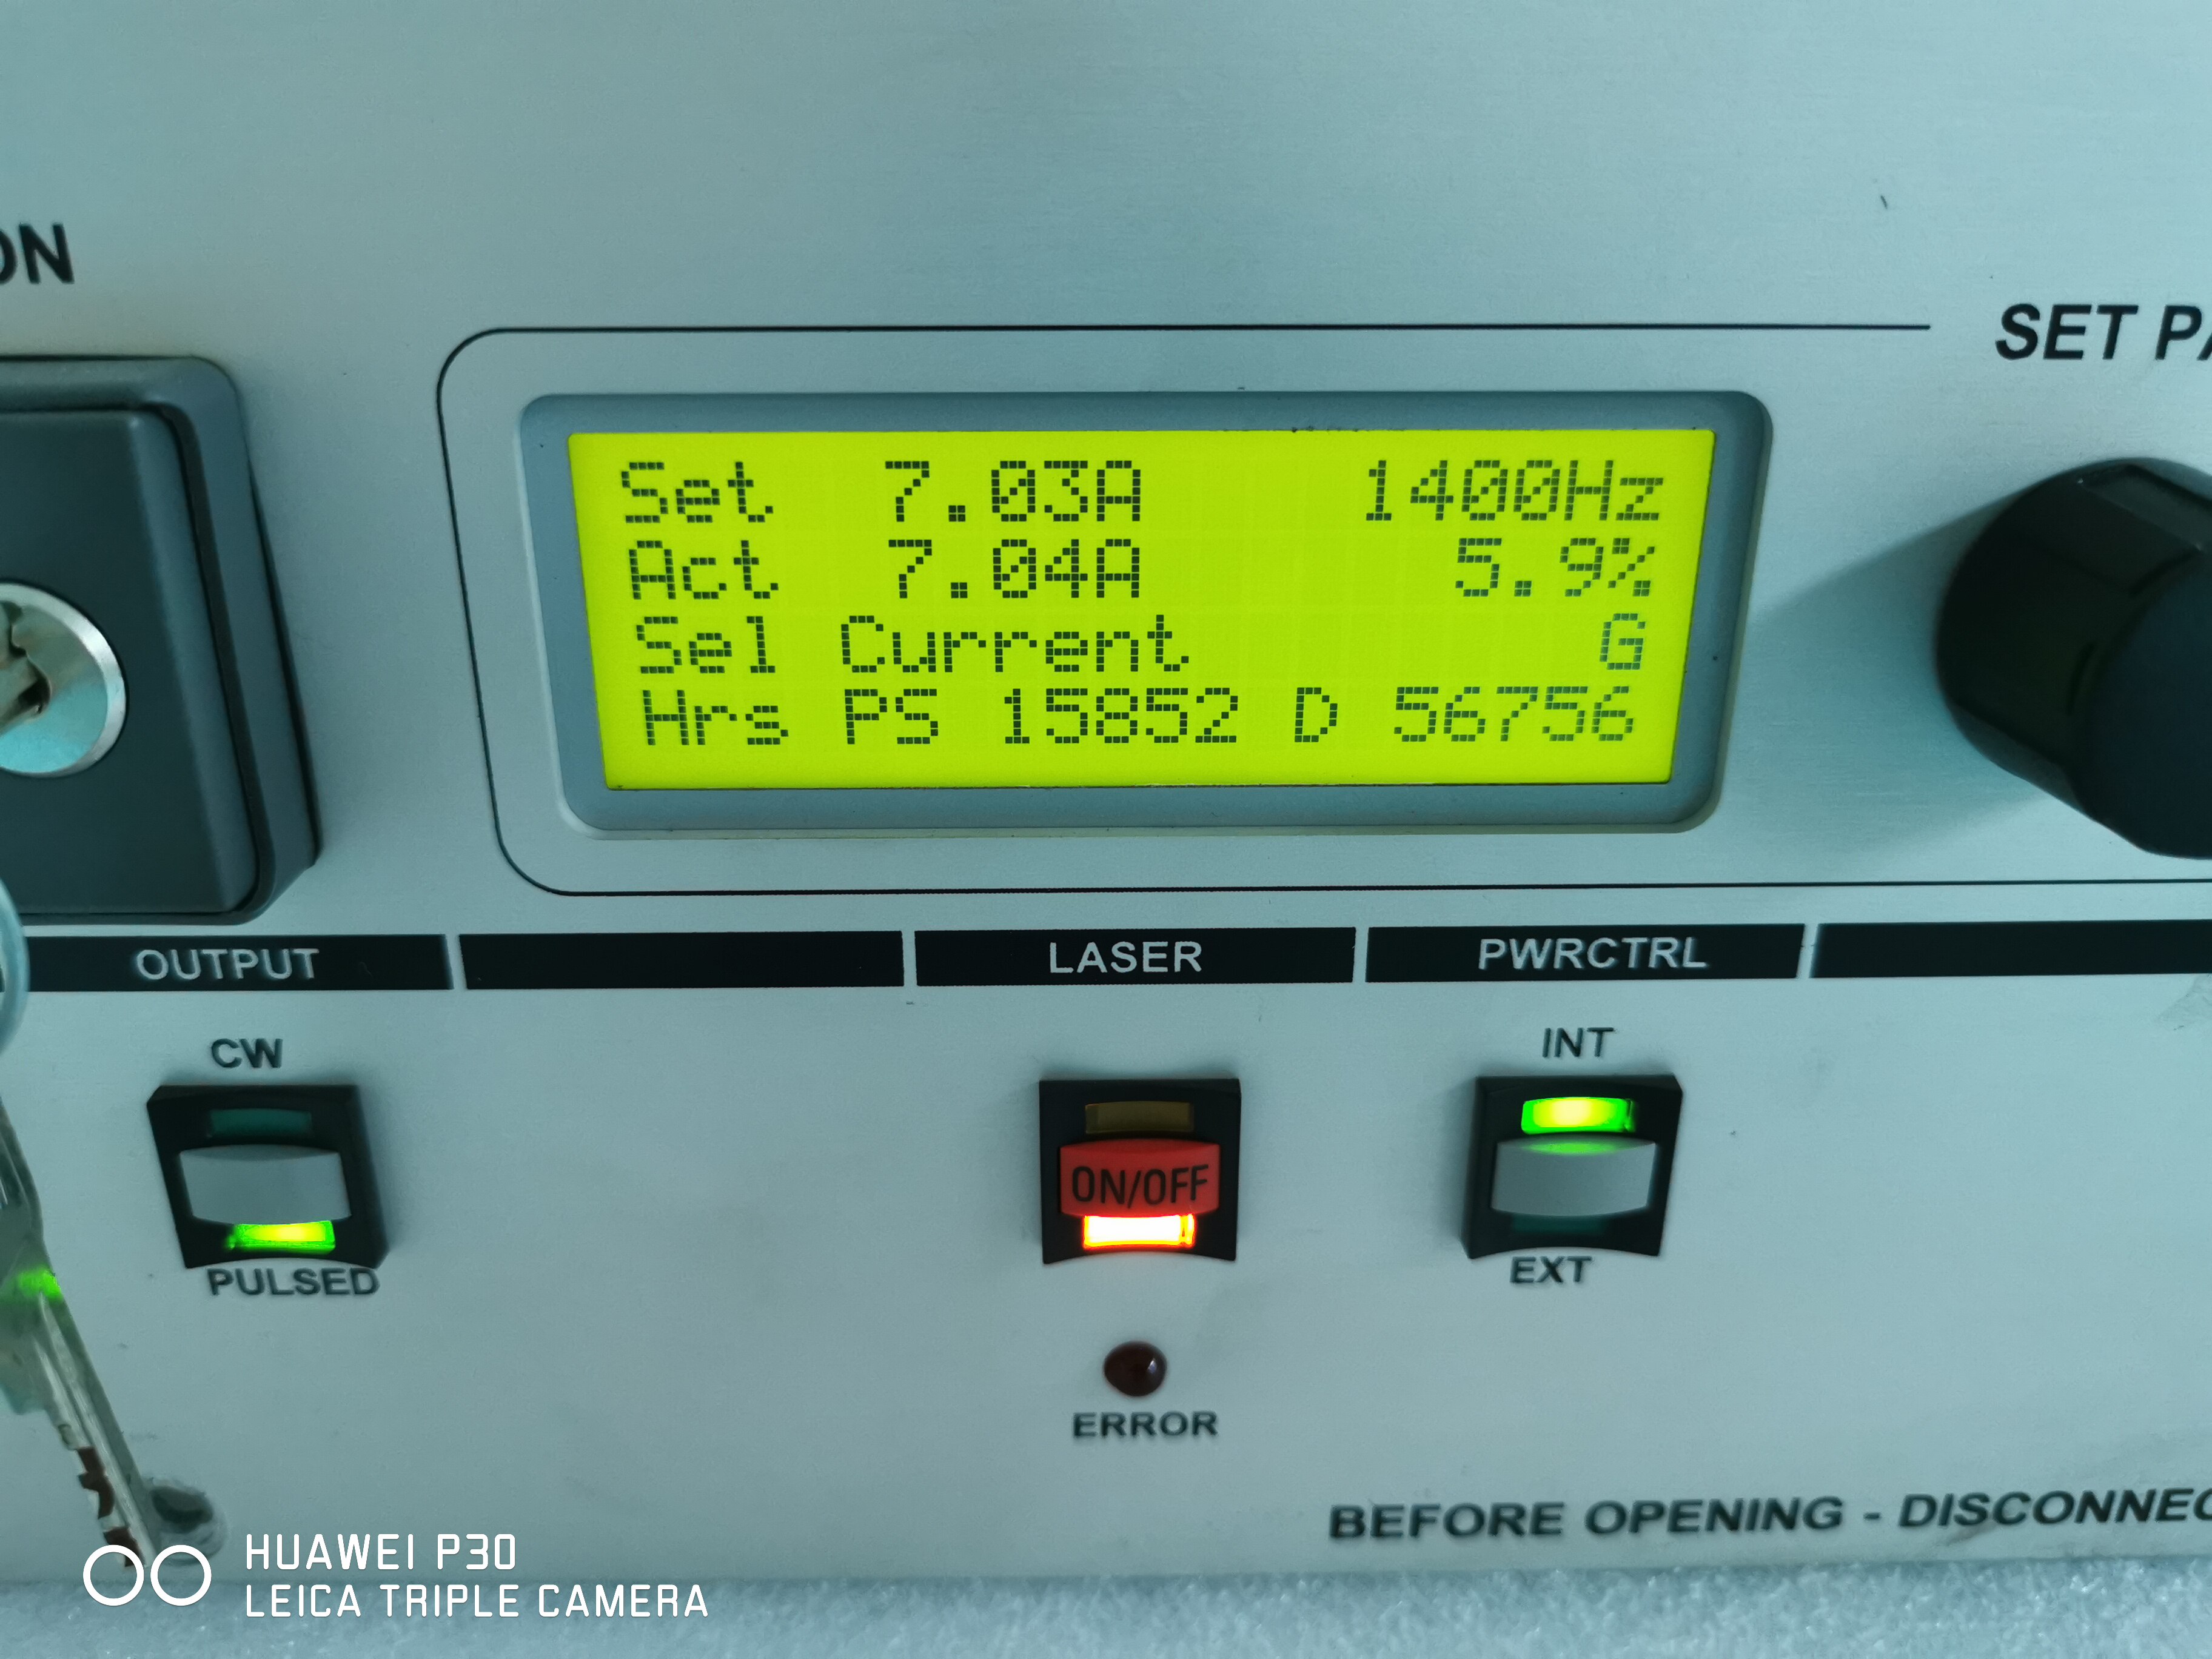 ON
SET PA
Set 7.03A 1400Hz
Act 7.04A 5.9%
Sel Current G
Hrs PS 15852 D 56756
OUTPUT LASER PWRCTRL
CW
INT
ON/OFF
PULSED
EXT
ERROR
BEFORE OPENING - DISCONNEC
HUAWEI P30
LEICA TRIPLE CAMERA